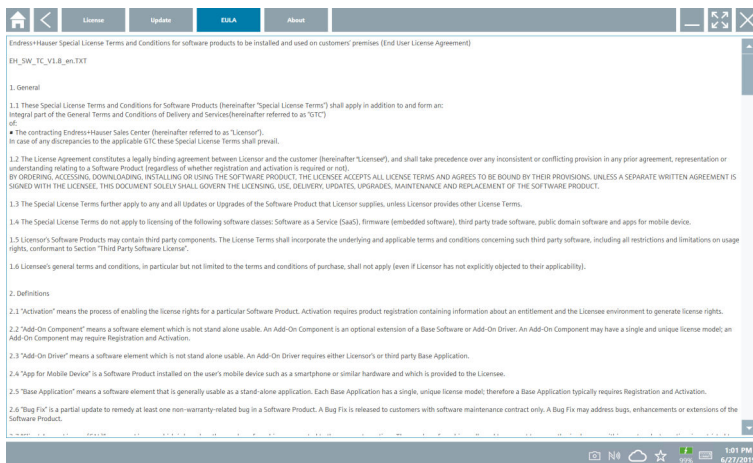 License
Update
EULA
About
Endress+Hauser Special License Terms and Conditions for software products to be installed and used on customers' premises (End User License Agreement)
EH_SW_TC_V1.8_en.TXT
1. General
1.1 These Special License Terms and Conditions for Software Products (hereinafter "Special License Terms") shall apply in addition to and form an:
Integral part of the General Terms and Conditions of Delivery and Services(hereinafter referred to as "GTC")
of:
▪ The contracting Endress+Hauser Sales Center (hereinafter referred to as "Licensor").
In case of any discrepancies to the applicable GTC these Special License Terms shall prevail.
1.2 The License Agreement constitutes a legally binding agreement between Licensor and the customer (hereinafter "Licensee"), and shall take precedence over any inconsistent or conflicting provision in any prior agreement, representation or
understanding relating to a Software Product (regardless of whether registration and activation is required or not).
BY ORDERING, ACCESSING, DOWNLOADING, INSTALLING OR USING THE SOFTWARE PRODUCT, THE LICENSEE ACCEPTS ALL LICENSE TERMS AND AGREES TO BE BOUND BY THEIR PROVISIONS. UNLESS A SEPARATE WRITTEN AGREEMENT IS
SIGNED WITH THE LICENSEE, THIS DOCUMENT SOLELY SHALL GOVERN THE LICENSING, USE, DELIVERY, UPDATES, UPGRADES, MAINTENANCE AND REPLACEMENT OF THE SOFTWARE PRODUCT.
1.3 The Special License Terms further apply to any and all Updates or Upgrades of the Software Product that Licensor supplies, unless Licensor provides other License Terms.
1.4 The Special License Terms do not apply to licensing of the following software classes: Software as a Service (SaaS), firmware (embedded software), third party trade software, public domain software and apps for mobile device.
1.5 Licensor's Software Products may contain third party components. The License Terms shall incorporate the underlying and applicable terms and conditions concerning such third party software, including all restrictions and limitations on usage
rights, conformant to Section "Third Party Software License".
1.6 Licensee's general terms and conditions, in particular but not limited to the terms and conditions of purchase, shall not apply (even if Licensor has not explicitly objected to their applicability).
2. Definitions
2.1 "Activation" means the process of enabling the license rights for a particular Software Product. Activation requires product registration containing information about an entitlement and the Licensee environment to generate license rights.
2.2 "Add-On Component" means a software element which is not stand alone usable. An Add-On Component is an optional extension of a Base Software or Add-On Driver. An Add-On Component may have a single and unique license model; an
Add-On Component may require Registration and Activation.
2.3 "Add-On Driver" means a software element which is not stand alone usable. An Add-On Driver requires either Licensor's or third party Base Application.
2.4 "App for Mobile Device" is a Software Product installed on the user's mobile device such as a smartphone or similar hardware and which is provided to the Licensee.
2.5 "Base Application" means a software element that is generally usable as a stand-alone application. Each Base Application has a single, unique license model; therefore a Base Application typically requires Registration and Activation.
2.6 "Bug Fix" is a partial update to remedy at least one non-warranty-related bug in a Software Product. A Bug Fix is released to customers with software maintenance contract only. A Bug Fix may address bugs, enhancements or extensions of the
Software Product.
99%
1:01 PM
6/27/201